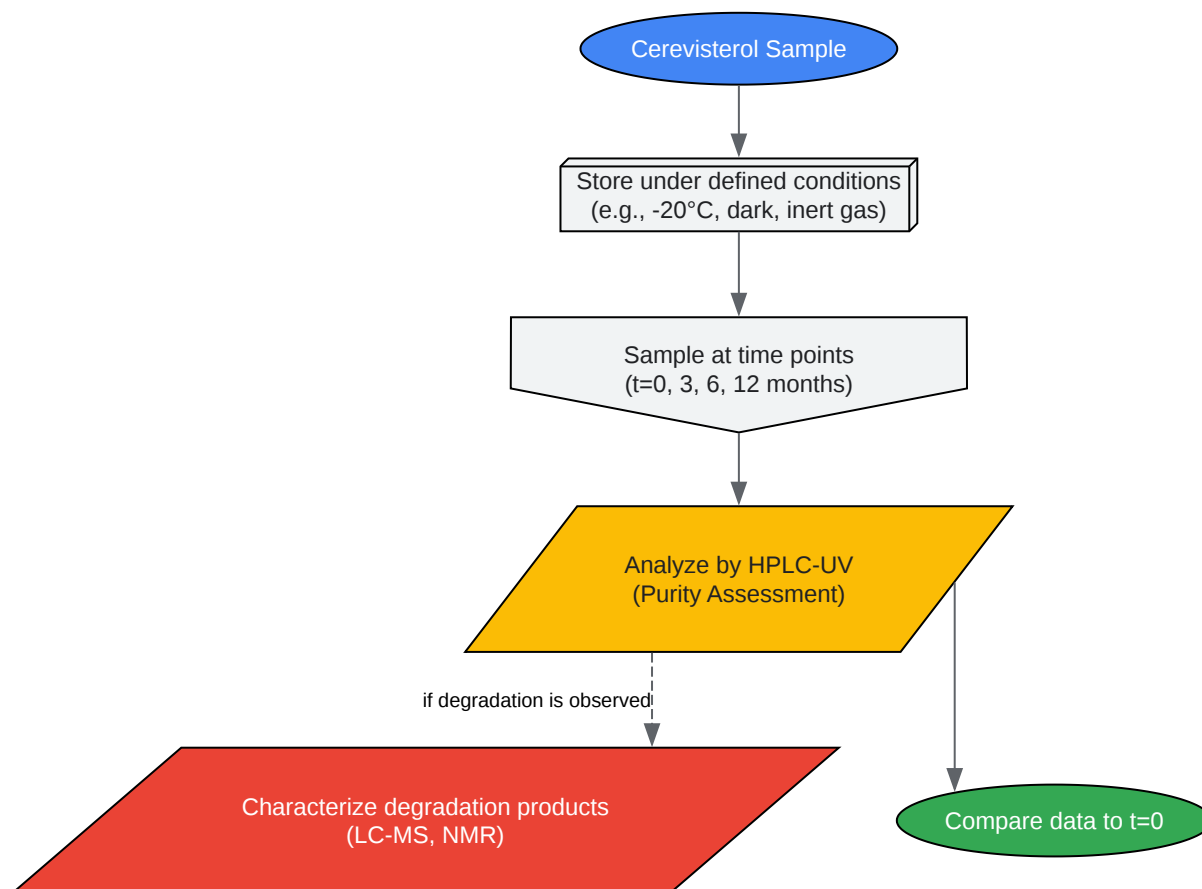 Cerevisterol Sample
Store under defined conditions
(e.g., -20°C, dark, inert gas)
Sample at time points
(t=0, 3, 6, 12 months)
Analyze by HPLC-UV
(Purity Assessment)
if degradation is observed
Characterize degradation products
(LC-MS, NMR)
Compare data to t=0